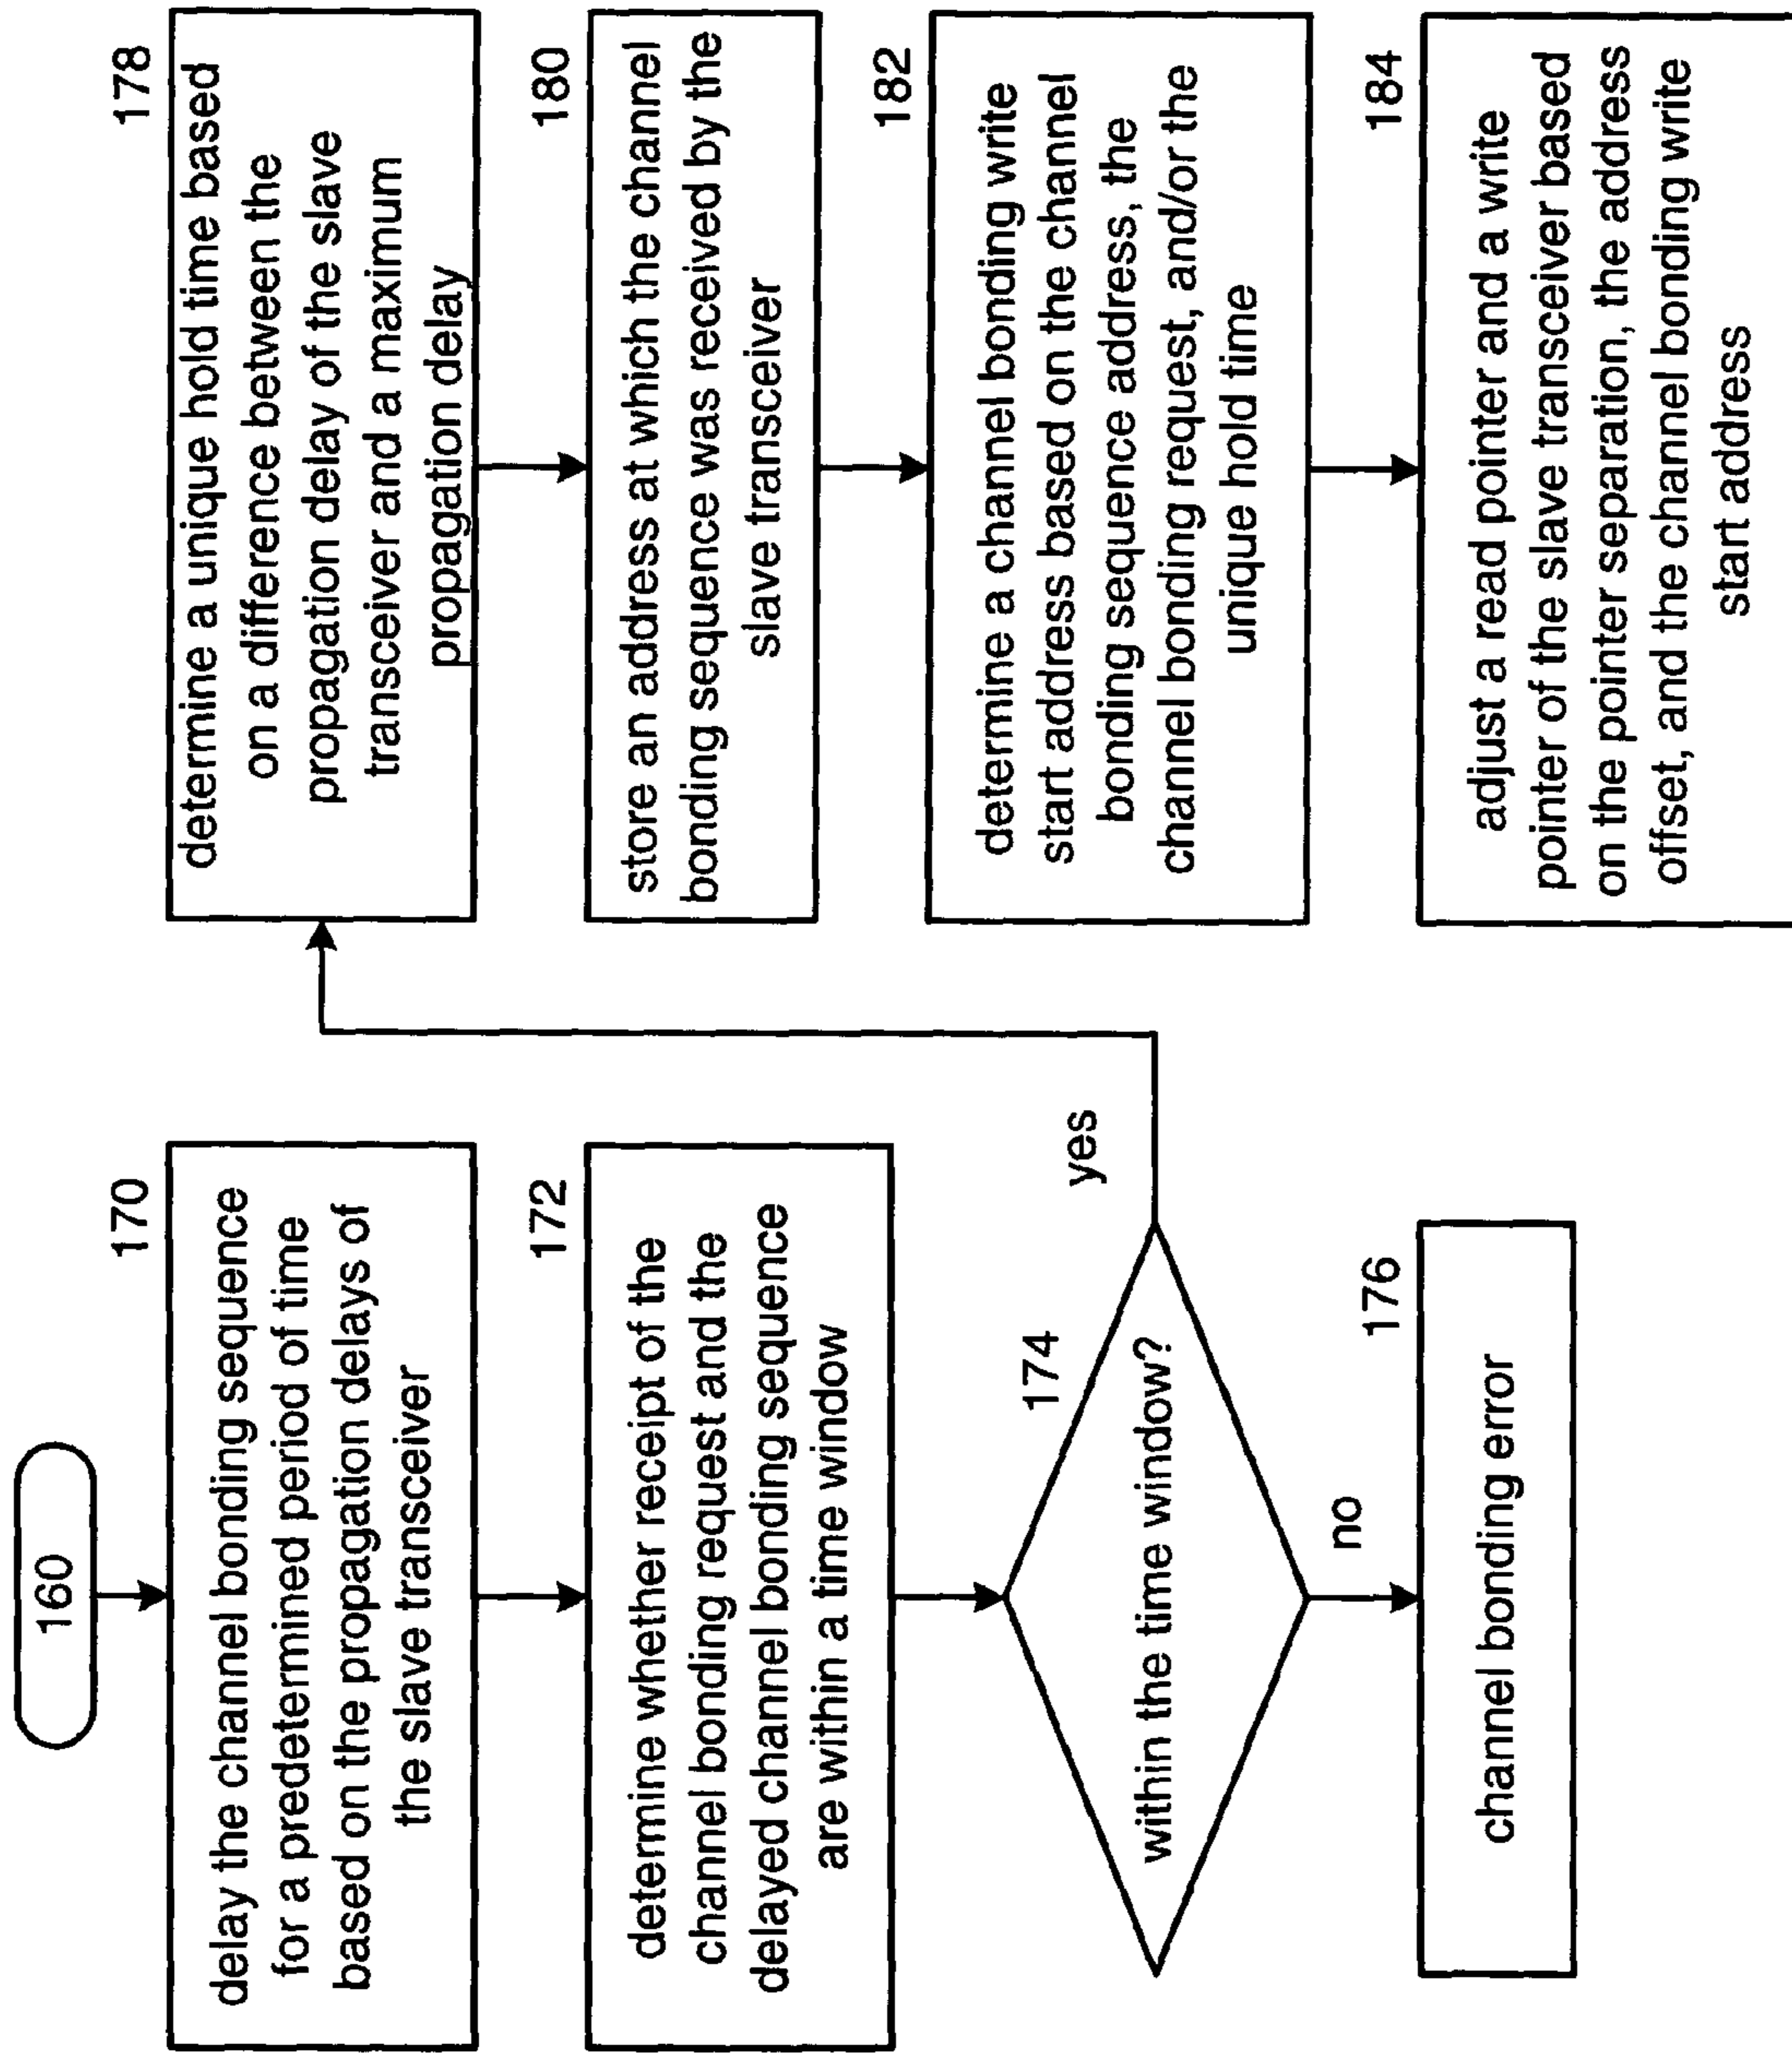 160
170
delay the channel bonding sequence
for a predetermined period of time
based on the propagation delays of
the slave transceiver
172
determine whether receipt of the
channel bonding request and the
delayed channel bonding sequence
are within a time window
174
within the time window?
yes
no
176
channel bonding error
178
determine a unique hold time based
on a difference between the
propagation delay of the slave
transceiver and a maximum
propagation delay
180
store an address at which the channel
bonding sequence was received by the
slave transceiver
182
determine a channel bonding write
start address based on the channel
bonding sequence address, the
channel bonding request, and/or the
unique hold time
184
adjust a read pointer and a write
pointer of the slave transceiver based
on the pointer separation, the address
offset, and the channel bonding write
start address